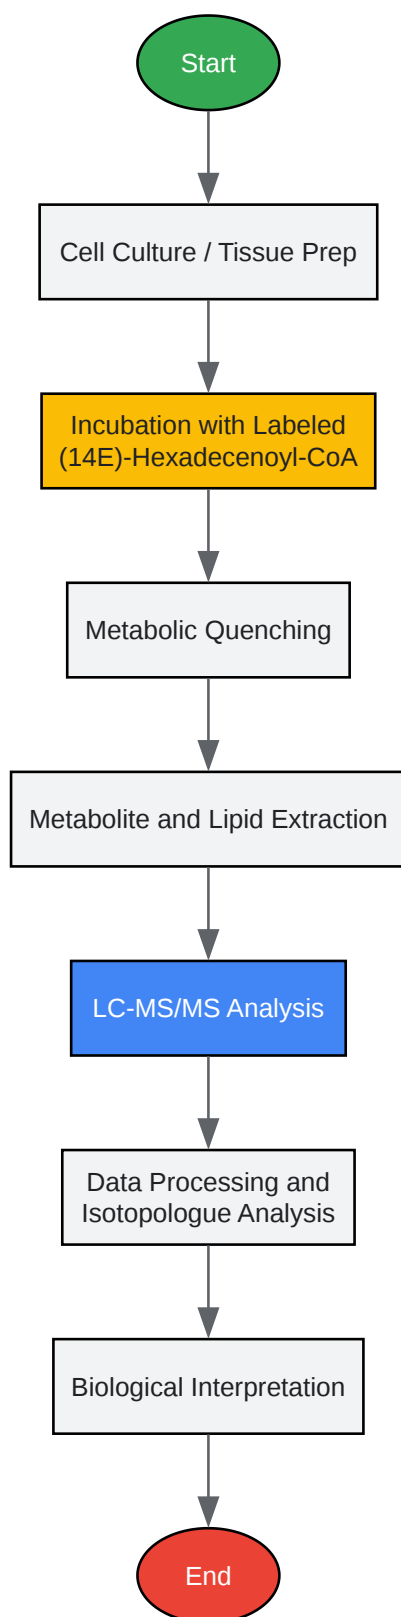 Start
Cell Culture / Tissue Prep
Incubation with Labeled
(14E)-Hexadecenoyl-CoA
Metabolic Quenching
Metabolite and Lipid Extraction
LC-MS/MS Analysis
Data Processing and
Isotopologue Analysis
Biological Interpretation
End